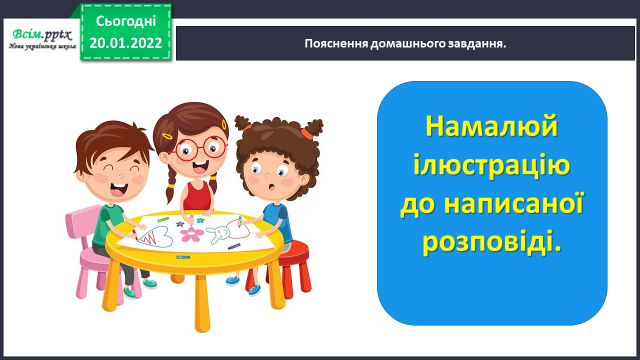 Всім.pptx
Нова українська школа
Сьогодні
20.01.2022
Пояснення домашнього завдання.
Намалюй
ілюстрацію
до написаної
розповіді.